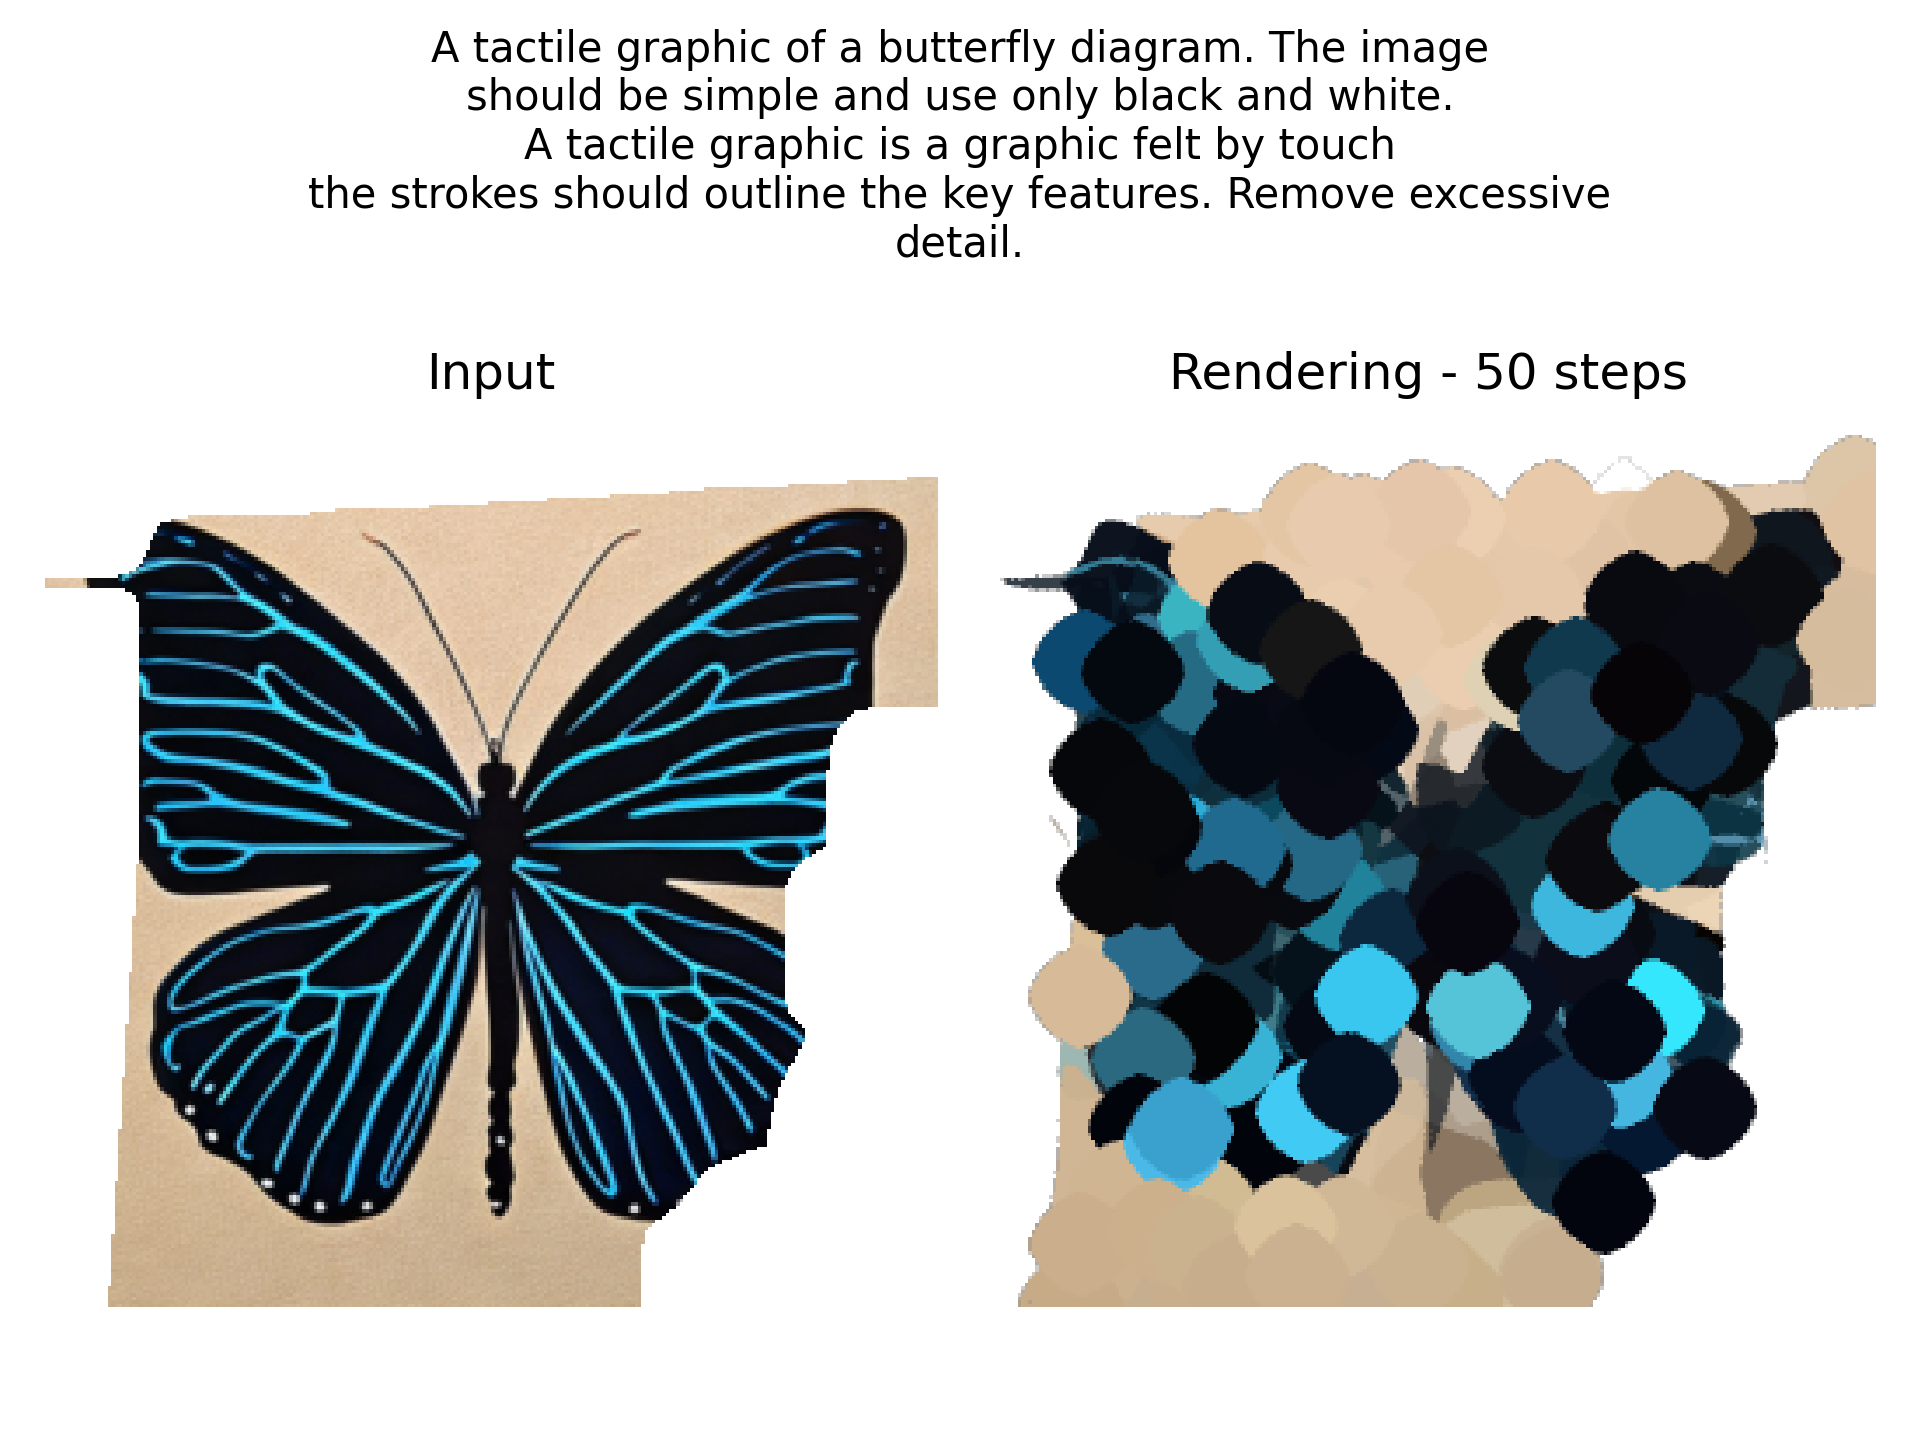 A tactile graphic of a butterfly diagram. The image
should be simple and use only black and white.
A tactile graphic is a graphic felt by touch
the strokes should outline the key features. Remove excessive
detail.
Input
Rendering - 50 steps